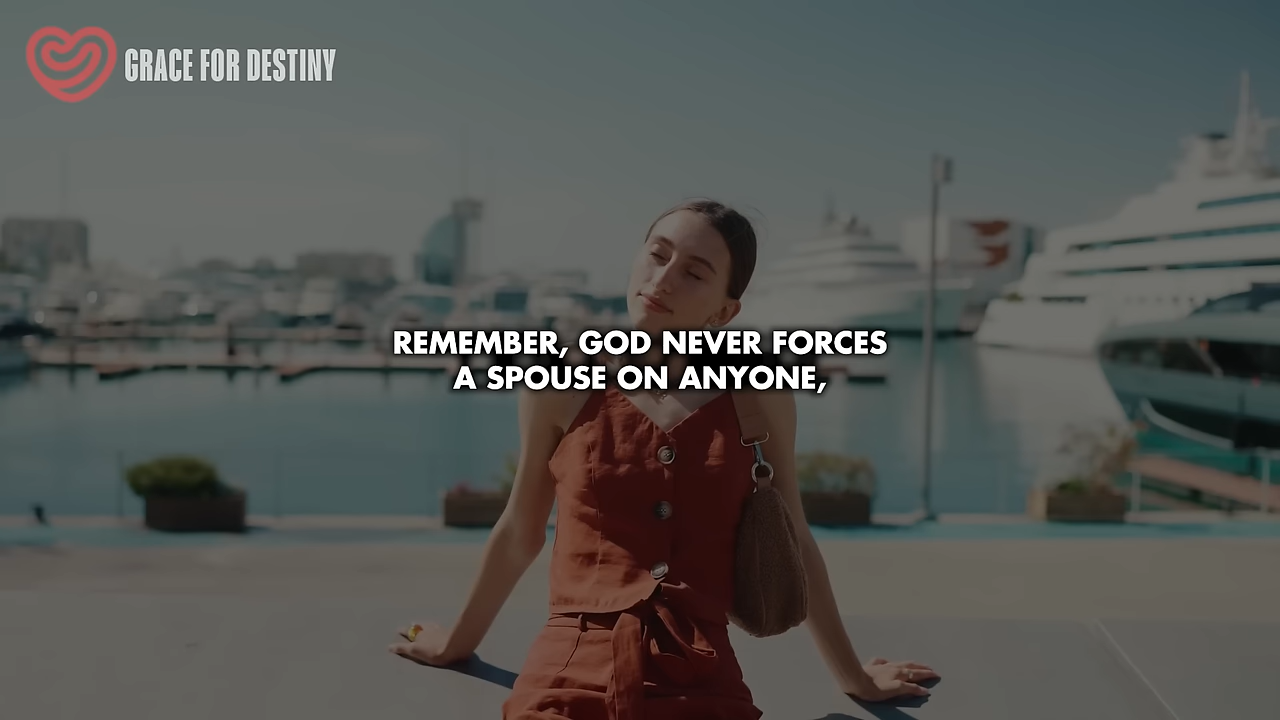 GRACE FOR DESTINY
REMEMBER, GOD NEVER FORCES
A SPOUSE ON ANYONE,